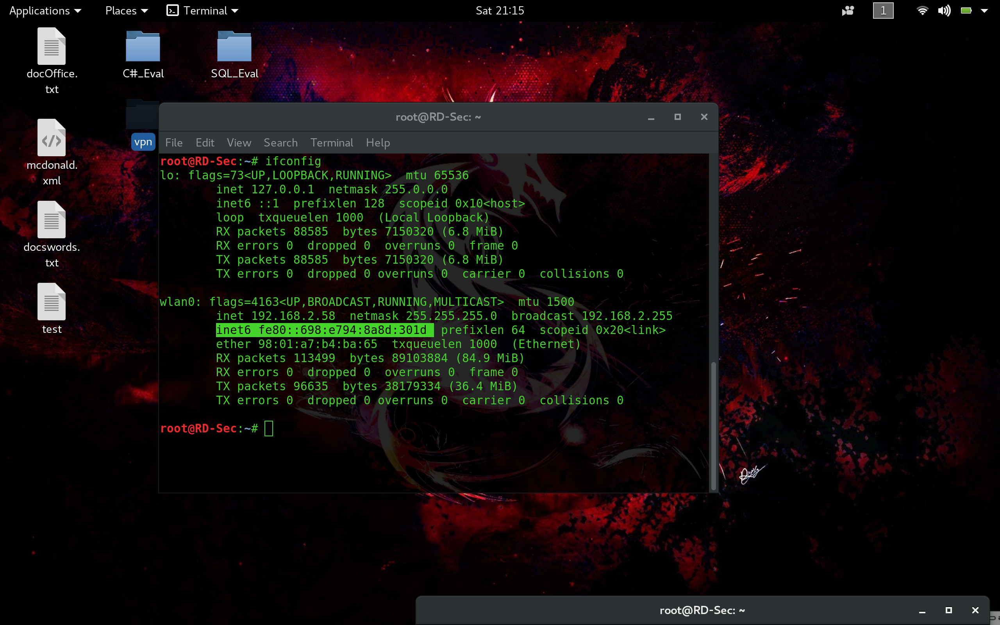 Applications Places Terminal Sat 21:15 1
docOffice.
txt
C#_Eval
SQL_Eval
mcdonald.
xml
vpn
docswords.
txt
test
root@RD-Sec: ~
File Edit View Search Terminal Help
root@RD-Sec:~# ifconfig
lo: flags=73<UP,LOOPBACK,RUNNING>  mtu 65536
        inet 127.0.0.1  netmask 255.0.0.0
        inet6 ::1  prefixlen 128  scopeid 0x10<host>
        loop  txqueuelen 1000  (Local Loopback)
        RX packets 88585  bytes 7150320 (6.8 MiB)
        RX errors 0  dropped 0  overruns 0  frame 0
        TX packets 88585  bytes 7150320 (6.8 MiB)
        TX errors 0  dropped 0 overruns 0  carrier 0  collisions 0
wlan0: flags=4163<UP,BROADCAST,RUNNING,MULTICAST>  mtu 1500
        inet 192.168.2.58  netmask 255.255.255.0  broadcast 192.168.2.255
        inet6 fe80::698:e794:8a8d:301d  prefixlen 64  scopeid 0x20<link>
        ether 98:01:a7:b4:ba:65  txqueuelen 1000  (Ethernet)
        RX packets 113499  bytes 89103884 (84.9 MiB)
        RX errors 0  dropped 0  overruns 0  frame 0
        TX packets 96635  bytes 38179334 (36.4 MiB)
        TX errors 0  dropped 0 overruns 0  carrier 0  collisions 0
root@RD-Sec:~#
root@RD-Sec: ~